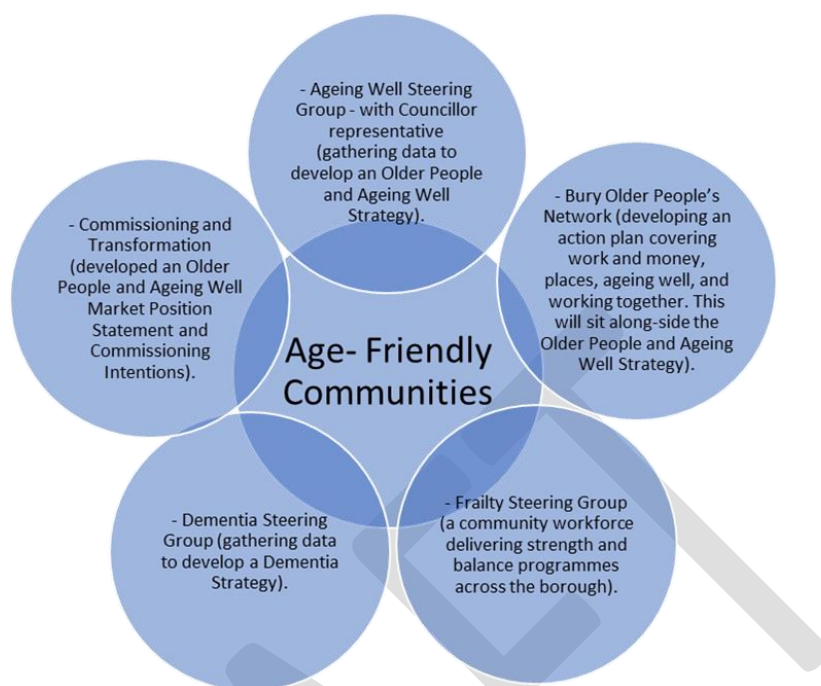 - Ageing Well Steering
Group - with Councillor
representative
(gathering data to
develop an Older People
and Ageing Well
Strategy).
- Bury Older People's
Network (developing an
action plan covering
work and money,
places, ageing well, and
working together. This
will sit along-side the
Older People and Ageing
Well Strategy).
- Commissioning and
Transformation
(developed an Older
People and Ageing Well
Market Position
Statement and
Commissioning
Intentions).
Age- Friendly
Communities
- Dementia Steering
Group (gathering data
to develop a Dementia
Strategy).
- Frailty Steering Group
(a community workforce
delivering strength and
balance programmes
across the borough).